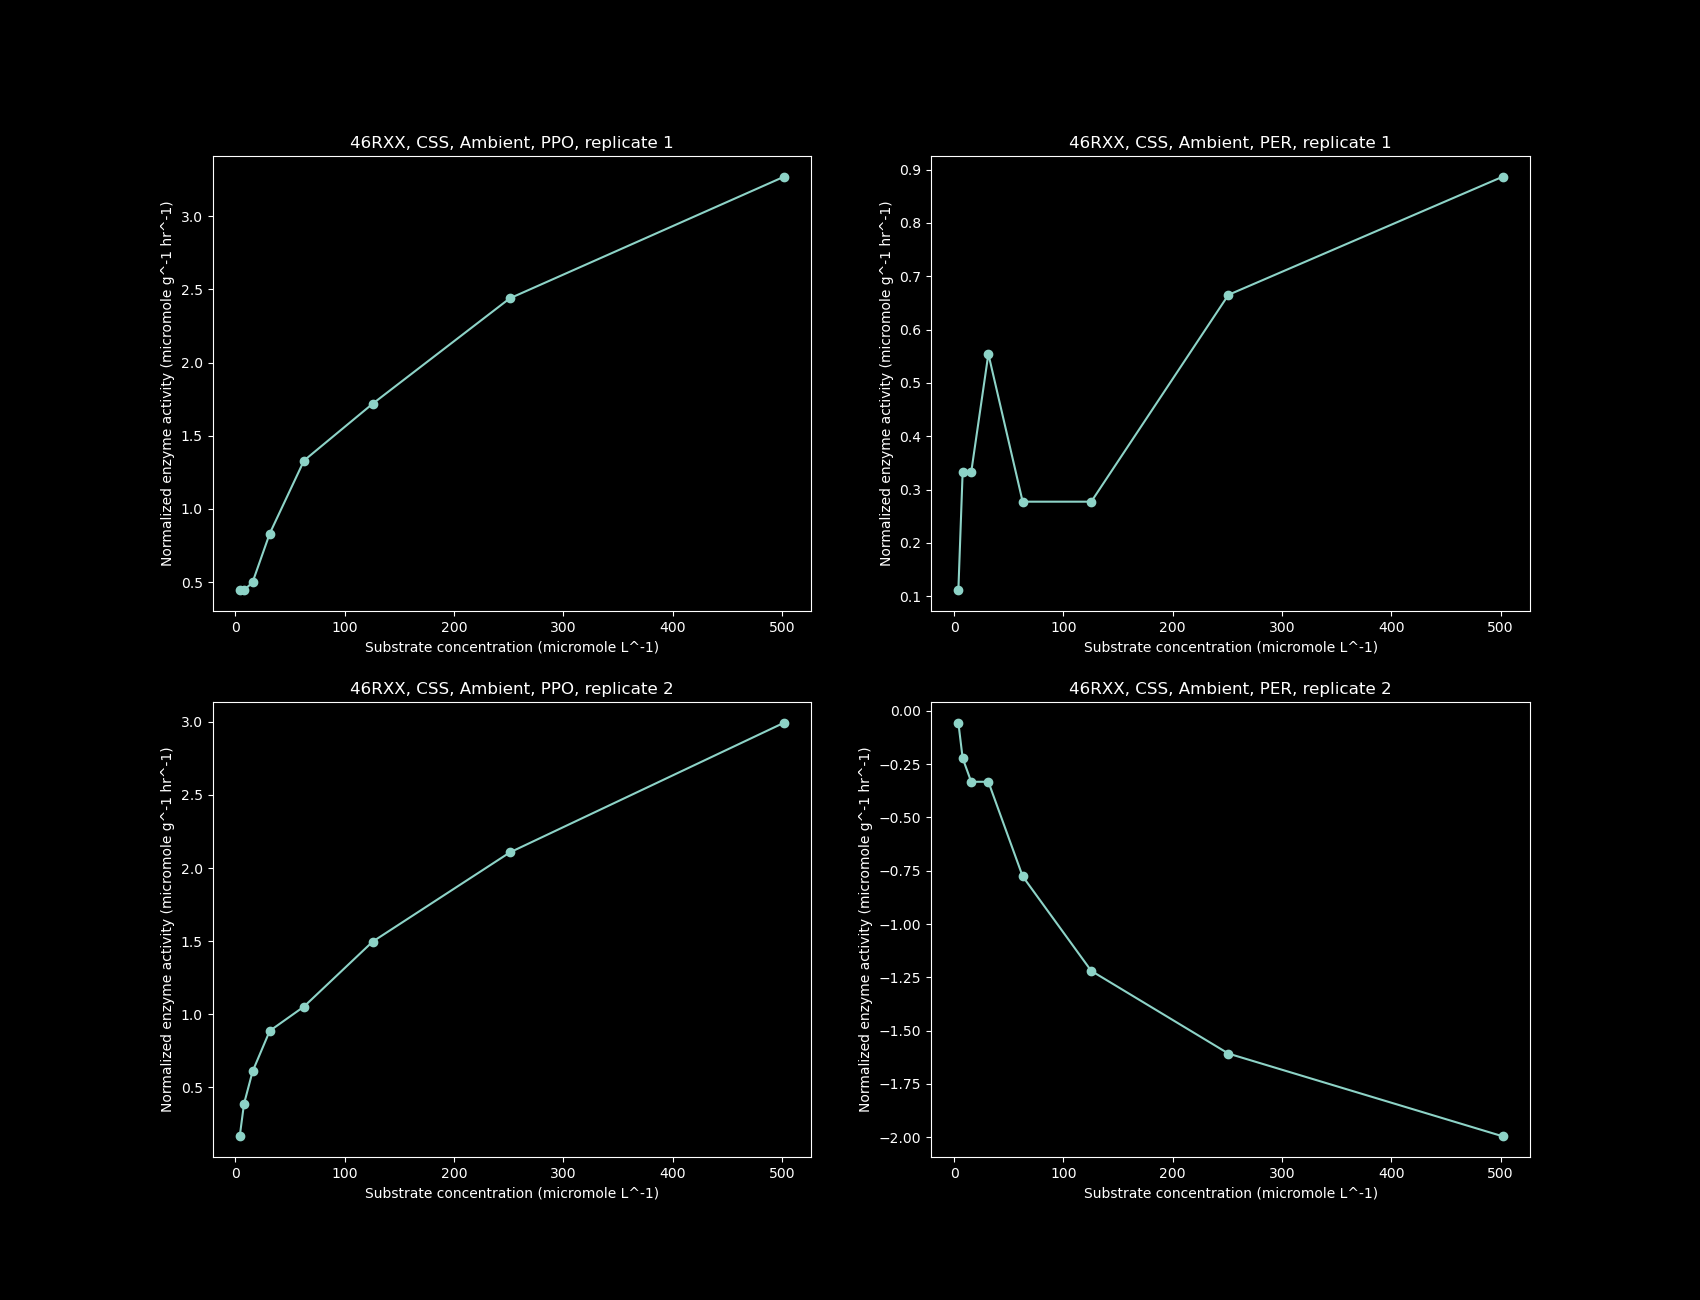 46RXX, CSS, Ambient, PPO, replicate 1
Normalized enzyme activity (micromole g^-1 hr^-1)
3.0
2.5
2.0
1.5
1.0
0.5
0 100 200 300 400 500
Substrate concentration (micromole L^-1)
46RXX, CSS, Ambient, PER, replicate 1
Normalized enzyme activity (micromole g^-1 hr^-1)
0.9
0.8
0.7
0.6
0.5
0.4
0.3
0.2
0.1
0 100 200 300 400 500
Substrate concentration (micromole L^-1)
46RXX, CSS, Ambient, PPO, replicate 2
Normalized enzyme activity (micromole g^-1 hr^-1)
3.0
2.5
2.0
1.5
1.0
0.5
0 100 200 300 400 500
Substrate concentration (micromole L^-1)
46RXX, CSS, Ambient, PER, replicate 2
Normalized enzyme activity (micromole g^-1 hr^-1)
0.00
−0.25
−0.50
−0.75
−1.00
−1.25
−1.50
−1.75
−2.00
0 100 200 300 400 500
Substrate concentration (micromole L^-1)